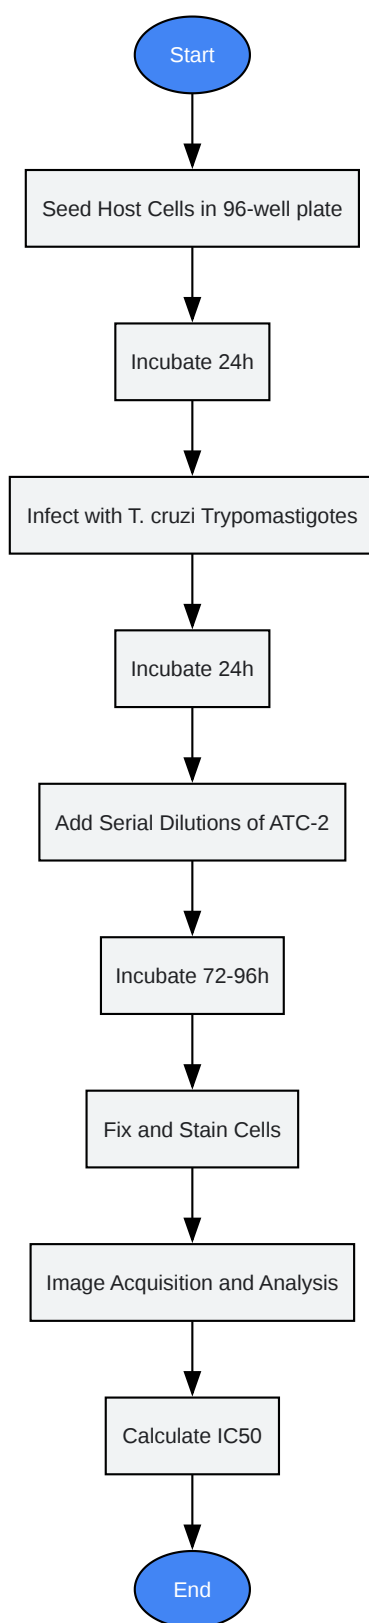 Start
Seed Host Cells in 96-well plate
Incubate 24h
Infect with T. cruzi Trypomastigotes
Incubate 24h
Add Serial Dilutions of ATC-2
Incubate 72-96h
Fix and Stain Cells
Image Acquisition and Analysis
Calculate IC50
End